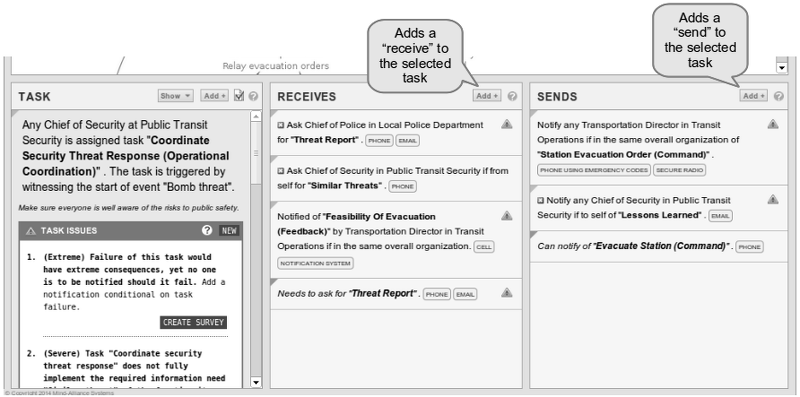 Adds a
"receive" to
the selected
task
Adds a
"send" to
the selected
task
Relay evacuation orders
TASK
Show
Add +
?
RECEIVES
Add +
?
SENDS
Add +
?
Any Chief of Security at Public Transit
Security is assigned task "Coordinate
Security Threat Response (Operational
Coordination)" . The task is triggered by
witnessing the start of event "Bomb threat".
Make sure everyone is well aware of the risks to public safety.
TASK ISSUES ? NEW
1. (Extreme) Failure of this task would
have extreme consequences, yet no one
is to be notified should it fail. Add a
notification conditional on task
failure.
CREATE SURVEY
2. (Severe) Task "Coordinate security
threat response" does not fully
implement the required information need
Ask Chief of Police in Local Police Department
for "Threat Report" . PHONE EMAIL
Ask Chief of Security in Public Transit Security if from
self for "Similar Threats" . PHONE
Notified of "Feasibility Of Evacuation
(Feedback)" by Transportation Director in Transit
Operations if in the same overall organization. CELL
NOTIFICATION SYSTEM
Needs to ask for "Threat Report" . PHONE EMAIL
Notify any Transportation Director in Transit
Operations if in the same overall organization of
"Station Evacuation Order (Command)" .
PHONE USING EMERGENCY CODES SECURE RADIO
Notify any Chief of Security in Public Transit
Security if to self of "Lessons Learned" . EMAIL
Can notify of "Evacuate Station (Command)" . PHONE
© Copyright 2014 Mind-Alliance Systems